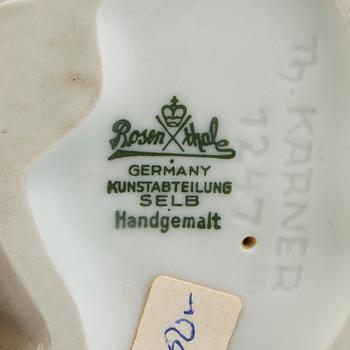 Rosenthal
GERMANY
KUNSTABTEILUNG
SELB
Handgemalt
Th. KÄRNER
1247